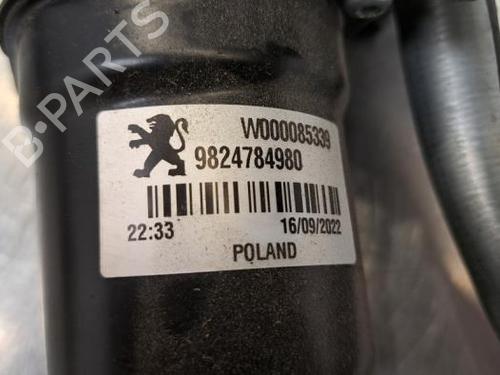 B-PARTS
W000085339
9824784980
22:33 16/09/2022
POLAND